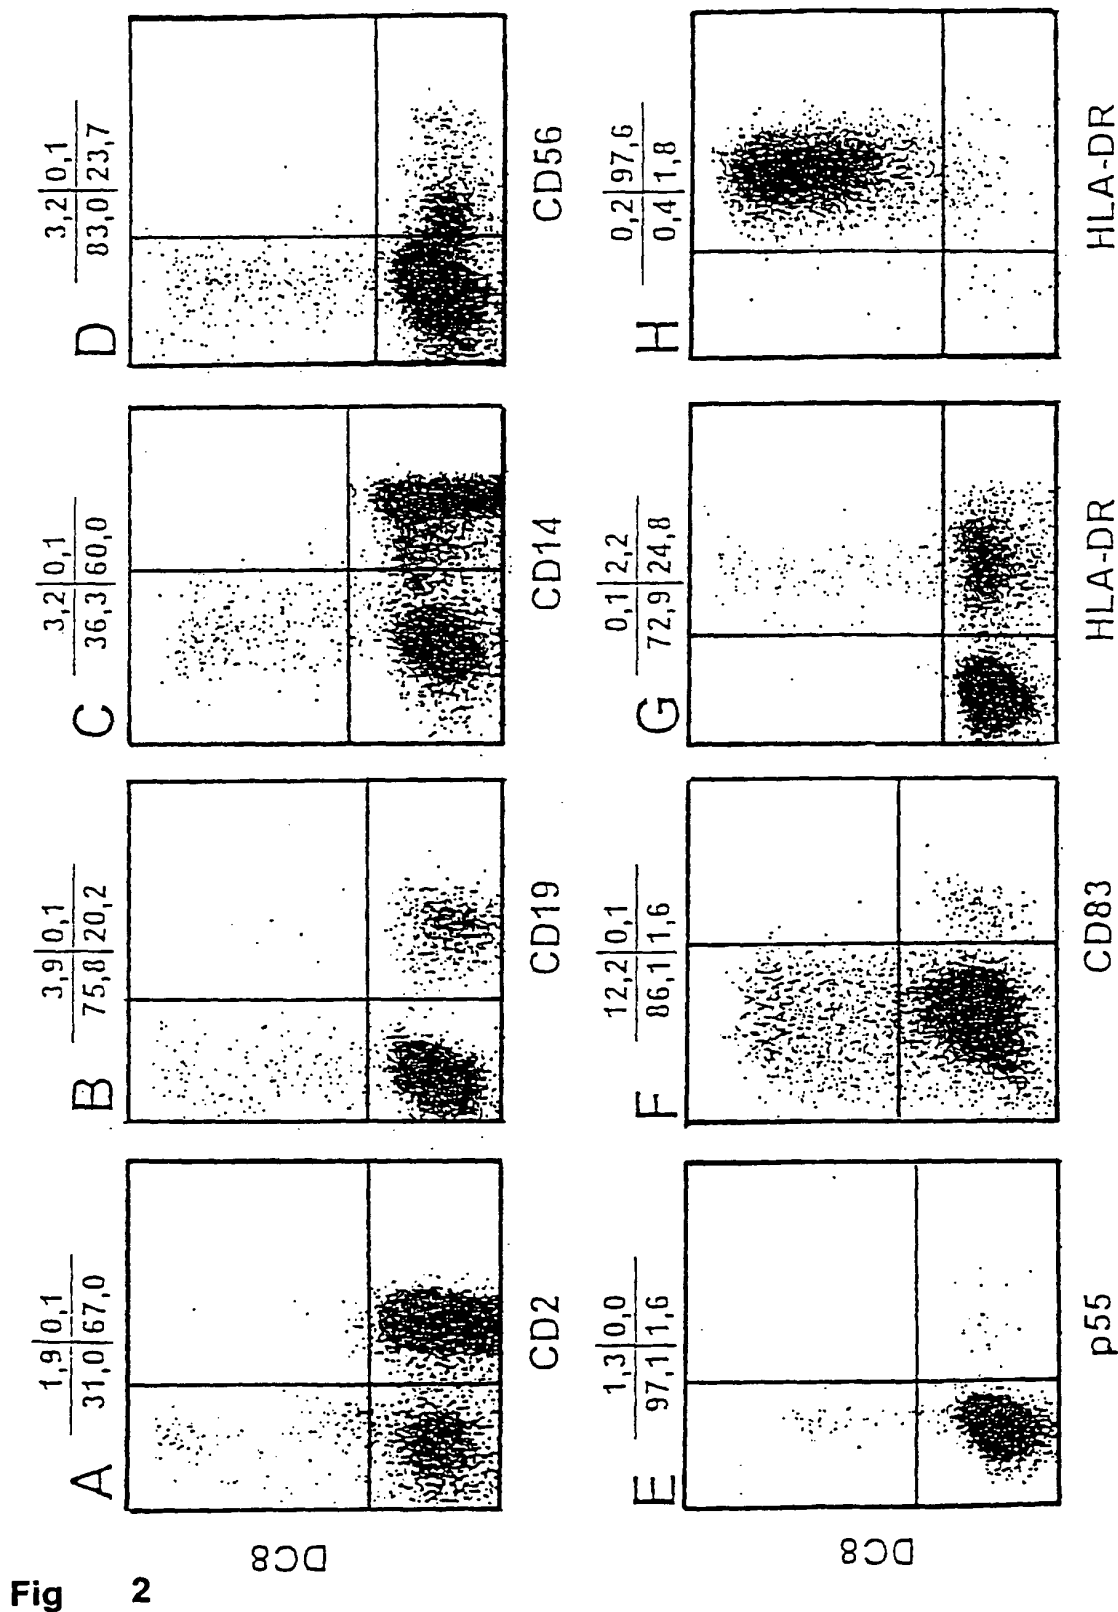 A
1,9 | 0,1
31,0 | 67,0
B
3,9 | 0,1
75,8 | 20,2
C
3,2 | 0,1
36,3 | 60,0
D
3,2 | 0,1
83,0 | 23,7
DC8
CD2
CD19
CD14
CD56
E
1,3 | 0,0
97,1 | 1,6
F
12,2 | 0,1
86,1 | 1,6
G
0,1 | 2,2
72,9 | 24,8
H
0,2 | 97,6
0,4 | 1,8
DC8
p55
CD83
HLA-DR
HLA-DR
Fig 2